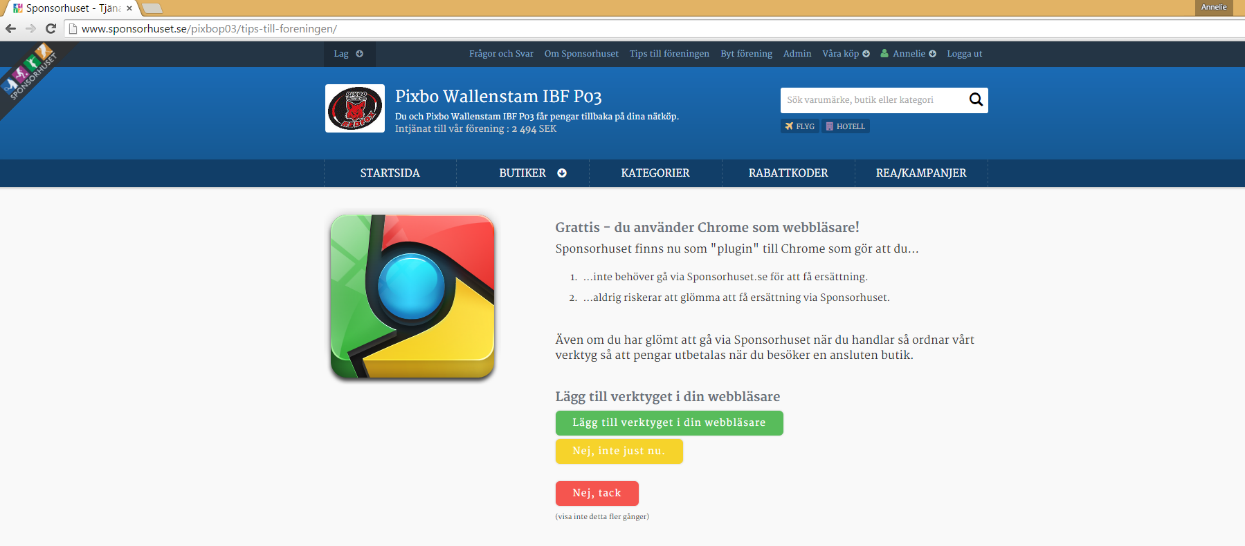 Sponsorhuset - Tjäna
Annelie
www.sponsorhuset.se/pixbop03/tips-till-foreningen/
SPONSORHUSET
Lag Frågor och Svar Om Sponsorhuset Tips till föreningen Byt förening Admin Våra köp Annelie Logga ut
Pixbo Wallenstam IBF P03
Du och Pixbo Wallenstam IBF P03 får pengar tillbaka på dina nätköp.
Intjänat till vår förening : 2 494 SEK
PIXBO
Sök varumärke, butik eller kategori
FLYG HOTELL
STARTSIDA BUTIKER KATEGORIER RABATTKODER REA/KAMPANJER
Grattis - du använder Chrome som webbläsare!
Sponsorhuset finns nu som "plugin" till Chrome som gör att du...
1. ...inte behöver gå via Sponsorhuset.se för att få ersättning.
2. ...aldrig riskerar att glömma att få ersättning via Sponsorhuset.
Även om du har glömt att gå via Sponsorhuset när du handlar så ordnar vårt
verktyg så att pengar utbetalas när du besöker en ansluten butik.
Lägg till verktyget i din webbläsare
Lägg till verktyget i din webbläsare
Nej, inte just nu.
Nej, tack
(visa inte detta fler gånger)